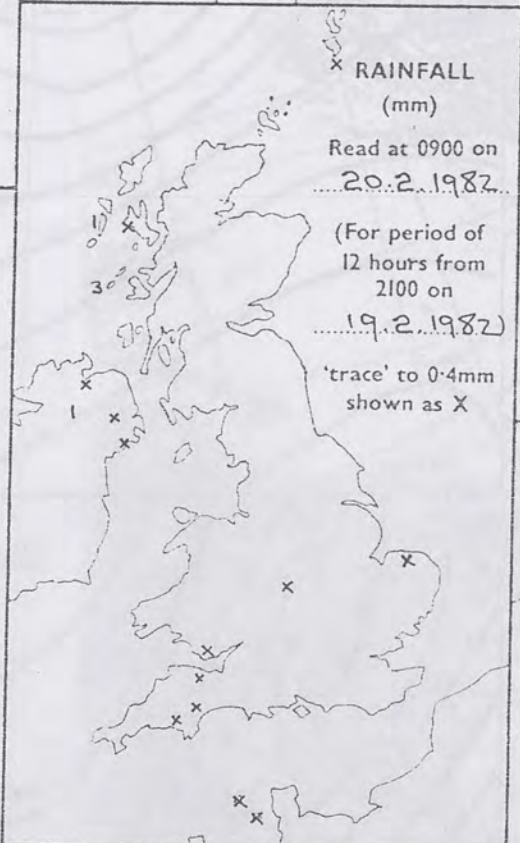 RAINFALL
(mm)
Read at 0900 on
20.2.1982
(For period of
12 hours from
2100 on
19.2.1982)
'trace' to 0·4mm
shown as X
X
1 X
3
X
1 X
X
X
X
X
X
X
X
X
X